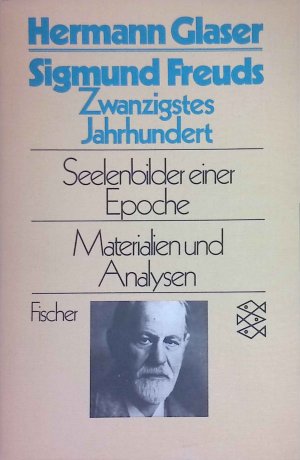 Hermann Glaser
Sigmund Freuds
Zwanzigstes
Jahrhundert
Seelenbilder einer
Epoche
Materialien und
Analysen
Fischer